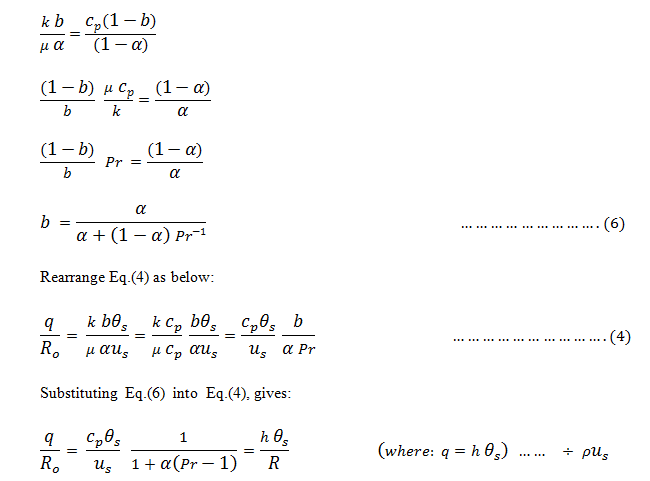 k b / μ α = c_p(1 − b) / (1 − α)
(1 − b) / b  μ c_p / k = (1 − α) / α
(1 − b) / b  Pr = (1 − α) / α
b = α / (α + (1 − α) Pr⁻¹) … … … … … … … … … . (6)
Rearrange Eq.(4) as below:
q / R_o = k bθ_s / μ αu_s = k c_p / μ c_p  bθ_s / αu_s = c_pθ_s / u_s  b / α Pr … … … … … … … … … … . (4)
Substituting Eq.(6) into Eq.(4), gives:
q / R_o = c_pθ_s / u_s  1 / (1 + α(Pr − 1)) = h θ_s / R (where: q = h θ_s) … … ÷ ρu_s